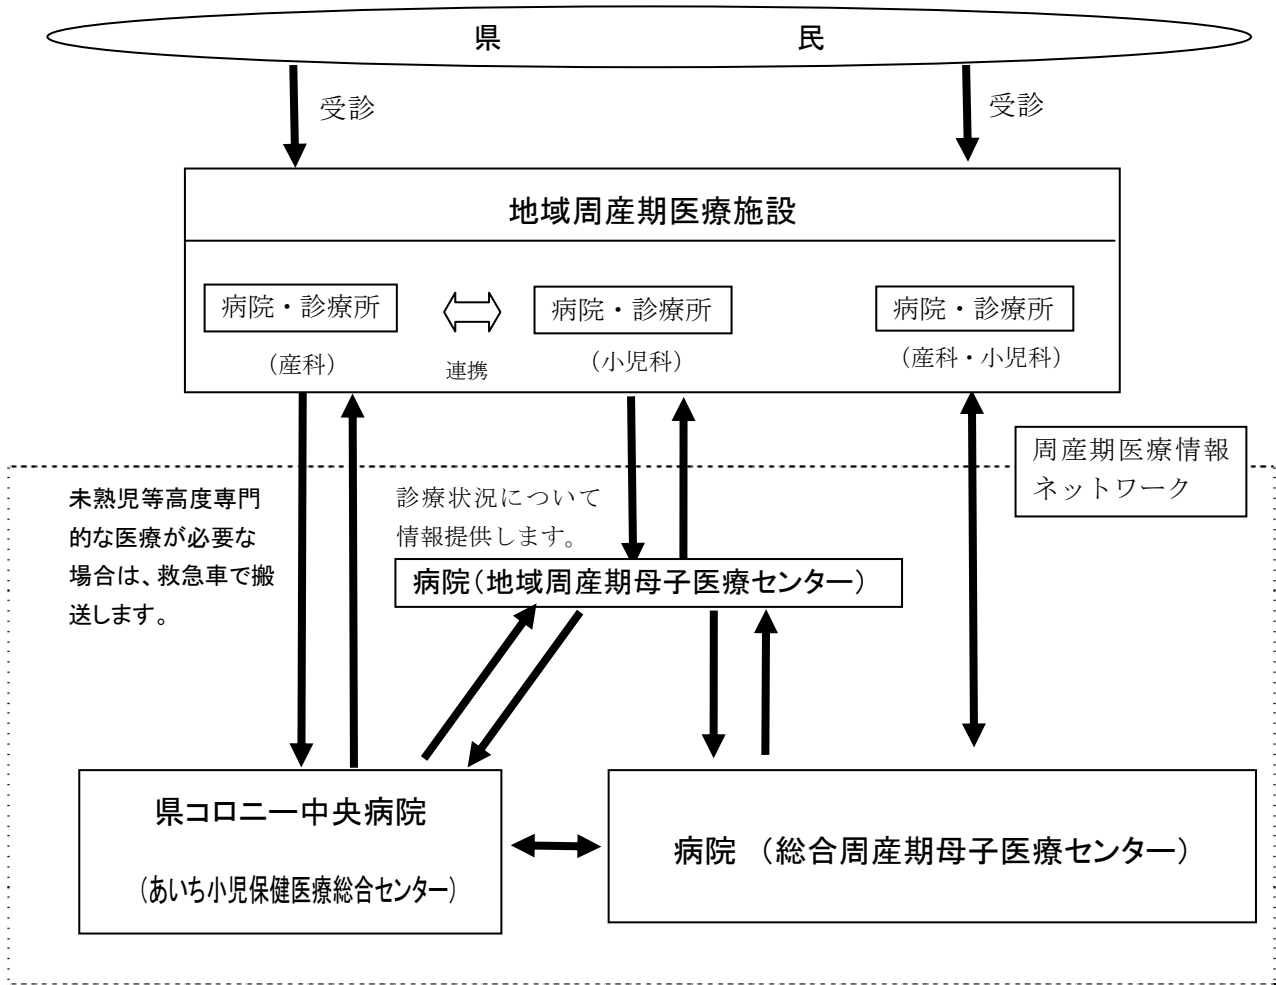 県 民
受診
受診
地域周産期医療施設
病院・診療所
病院・診療所
病院・診療所
（産科）
連携
（小児科）
（産科・小児科）
周産期医療情報
ネットワーク
未熟児等高度専門
的な医療が必要な
場合は、救急車で搬
送します。
診療状況について
情報提供します。
病院（地域周産期母子医療センター）
県コロニー中央病院
（あいち小児保健医療総合センター）
病院 （総合周産期母子医療センター）